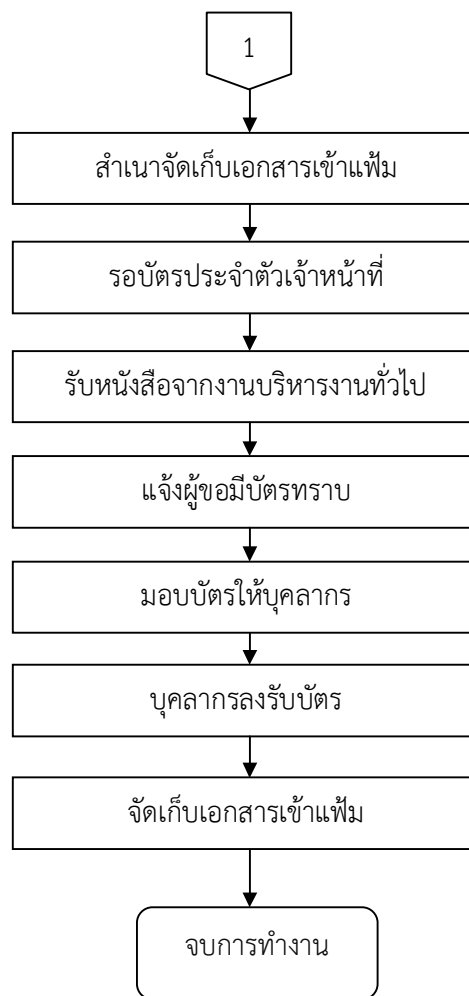 1
สำเนาจัดเก็บเอกสารเข้าแฟ้ม
รอบัตรประจำตัวเจ้าหน้าที่
รับหนังสือจากงานบริหารงานทั่วไป
แจ้งผู้ขอมีบัตรทราบ
มอบบัตรให้บุคลากร
บุคลากรลงรับบัตร
จัดเก็บเอกสารเข้าแฟ้ม
จบการทำงาน